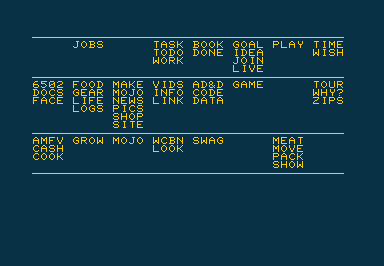 JOBS TASK BOOK GOAL PLAY TIME
TODO DONE IDEA WISH
WORK JOIN
LIVE
6502 FOOD MAKE VIDS AD&D GAME TOUR
DOCS GEAR MOJO INFO CODE WHY?
FACE LIFE NEWS LINK DATA ZIPS
LOGS PICS
SHOP
SITE
AMFV GROW MOJO WCBN SWAG MEAT
CASH LOOK MOVE
COOK PACK
SHOW